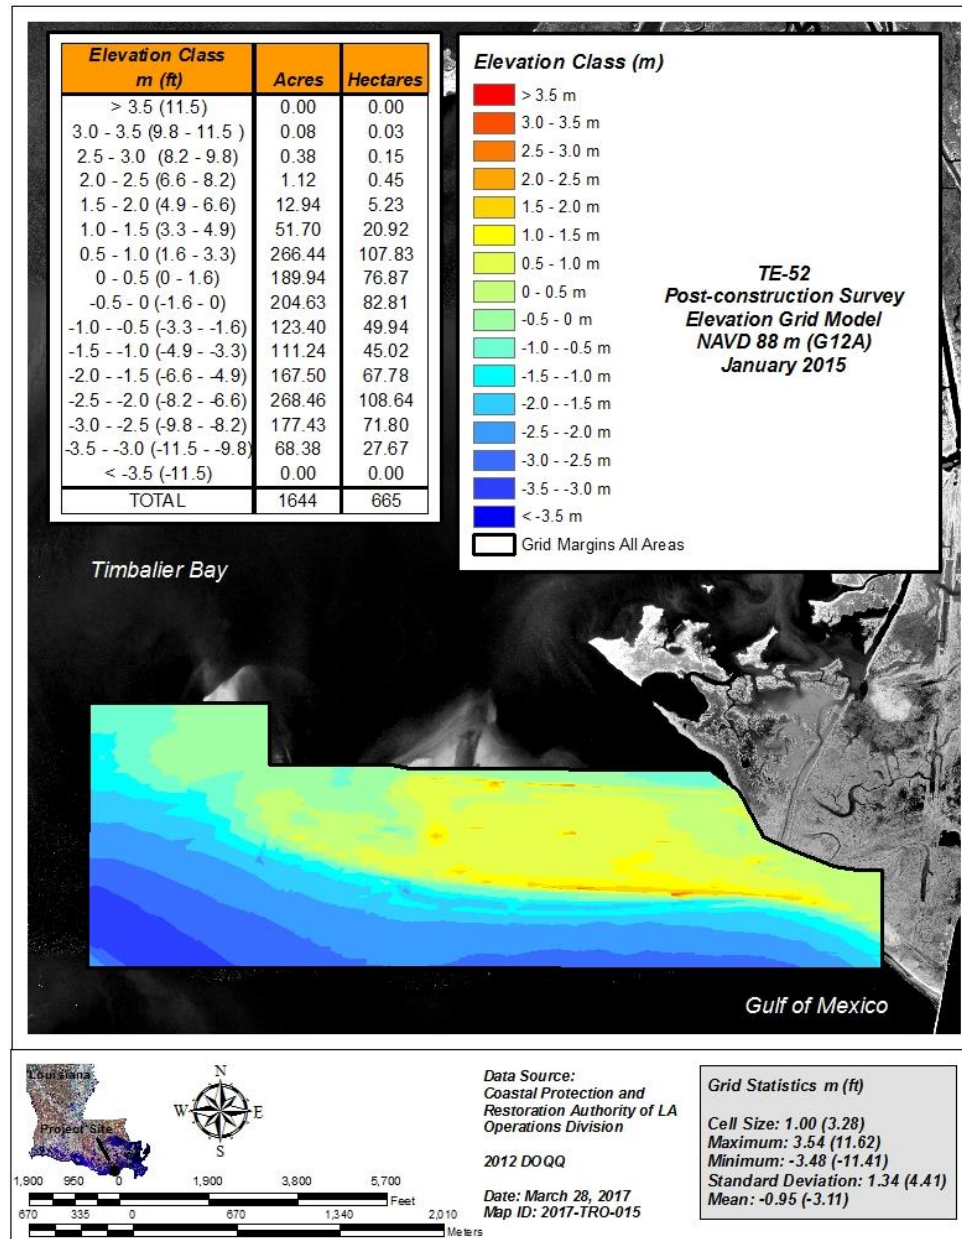 Elevation Class
m (ft) Acres Hectares
> 3.5 (11.5) 0.00 0.00
3.0 - 3.5 (9.8 - 11.5 ) 0.08 0.03
2.5 - 3.0 (8.2 - 9.8) 0.38 0.15
2.0 - 2.5 (6.6 - 8.2) 1.12 0.45
1.5 - 2.0 (4.9 - 6.6) 12.94 5.23
1.0 - 1.5 (3.3 - 4.9) 51.70 20.92
0.5 - 1.0 (1.6 - 3.3) 266.44 107.83
0 - 0.5 (0 - 1.6) 189.94 76.87
-0.5 - 0 (-1.6 - 0) 204.63 82.81
-1.0 - -0.5 (-3.3 - -1.6) 123.40 49.94
-1.5 - -1.0 (-4.9 - -3.3) 111.24 45.02
-2.0 - -1.5 (-6.6 - -4.9) 167.50 67.78
-2.5 - -2.0 (-8.2 - -6.6) 268.46 108.64
-3.0 - -2.5 (-9.8 - -8.2) 177.43 71.80
-3.5 - -3.0 (-11.5 - -9.8) 68.38 27.67
< -3.5 (-11.5) 0.00 0.00
TOTAL 1644 665
Elevation Class (m)
> 3.5 m
3.0 - 3.5 m
2.5 - 3.0 m
2.0 - 2.5 m
1.5 - 2.0 m
1.0 - 1.5 m
0.5 - 1.0 m
0 - 0.5 m
-0.5 - 0 m
-1.0 - -0.5 m
-1.5 - -1.0 m
-2.0 - -1.5 m
-2.5 - -2.0 m
-3.0 - -2.5 m
-3.5 - -3.0 m
< -3.5 m
Grid Margins All Areas
TE-52
Post-construction Survey
Elevation Grid Model
NAVD 88 m (G12A)
January 2015
Timbalier Bay
Gulf of Mexico
Louisiana
Project Site
N
W E
S
1,900 950 0 1,900 3,800 5,700
Feet
670 335 0 670 1,340 2,010
Meters
Data Source:
Coastal Protection and
Restoration Authority of LA
Operations Division
2012 DOQQ
Date: March 28, 2017
Map ID: 2017-TRO-015
Grid Statistics m (ft)
Cell Size: 1.00 (3.28)
Maximum: 3.54 (11.62)
Minimum: -3.48 (-11.41)
Standard Deviation: 1.34 (4.41)
Mean: -0.95 (-3.11)